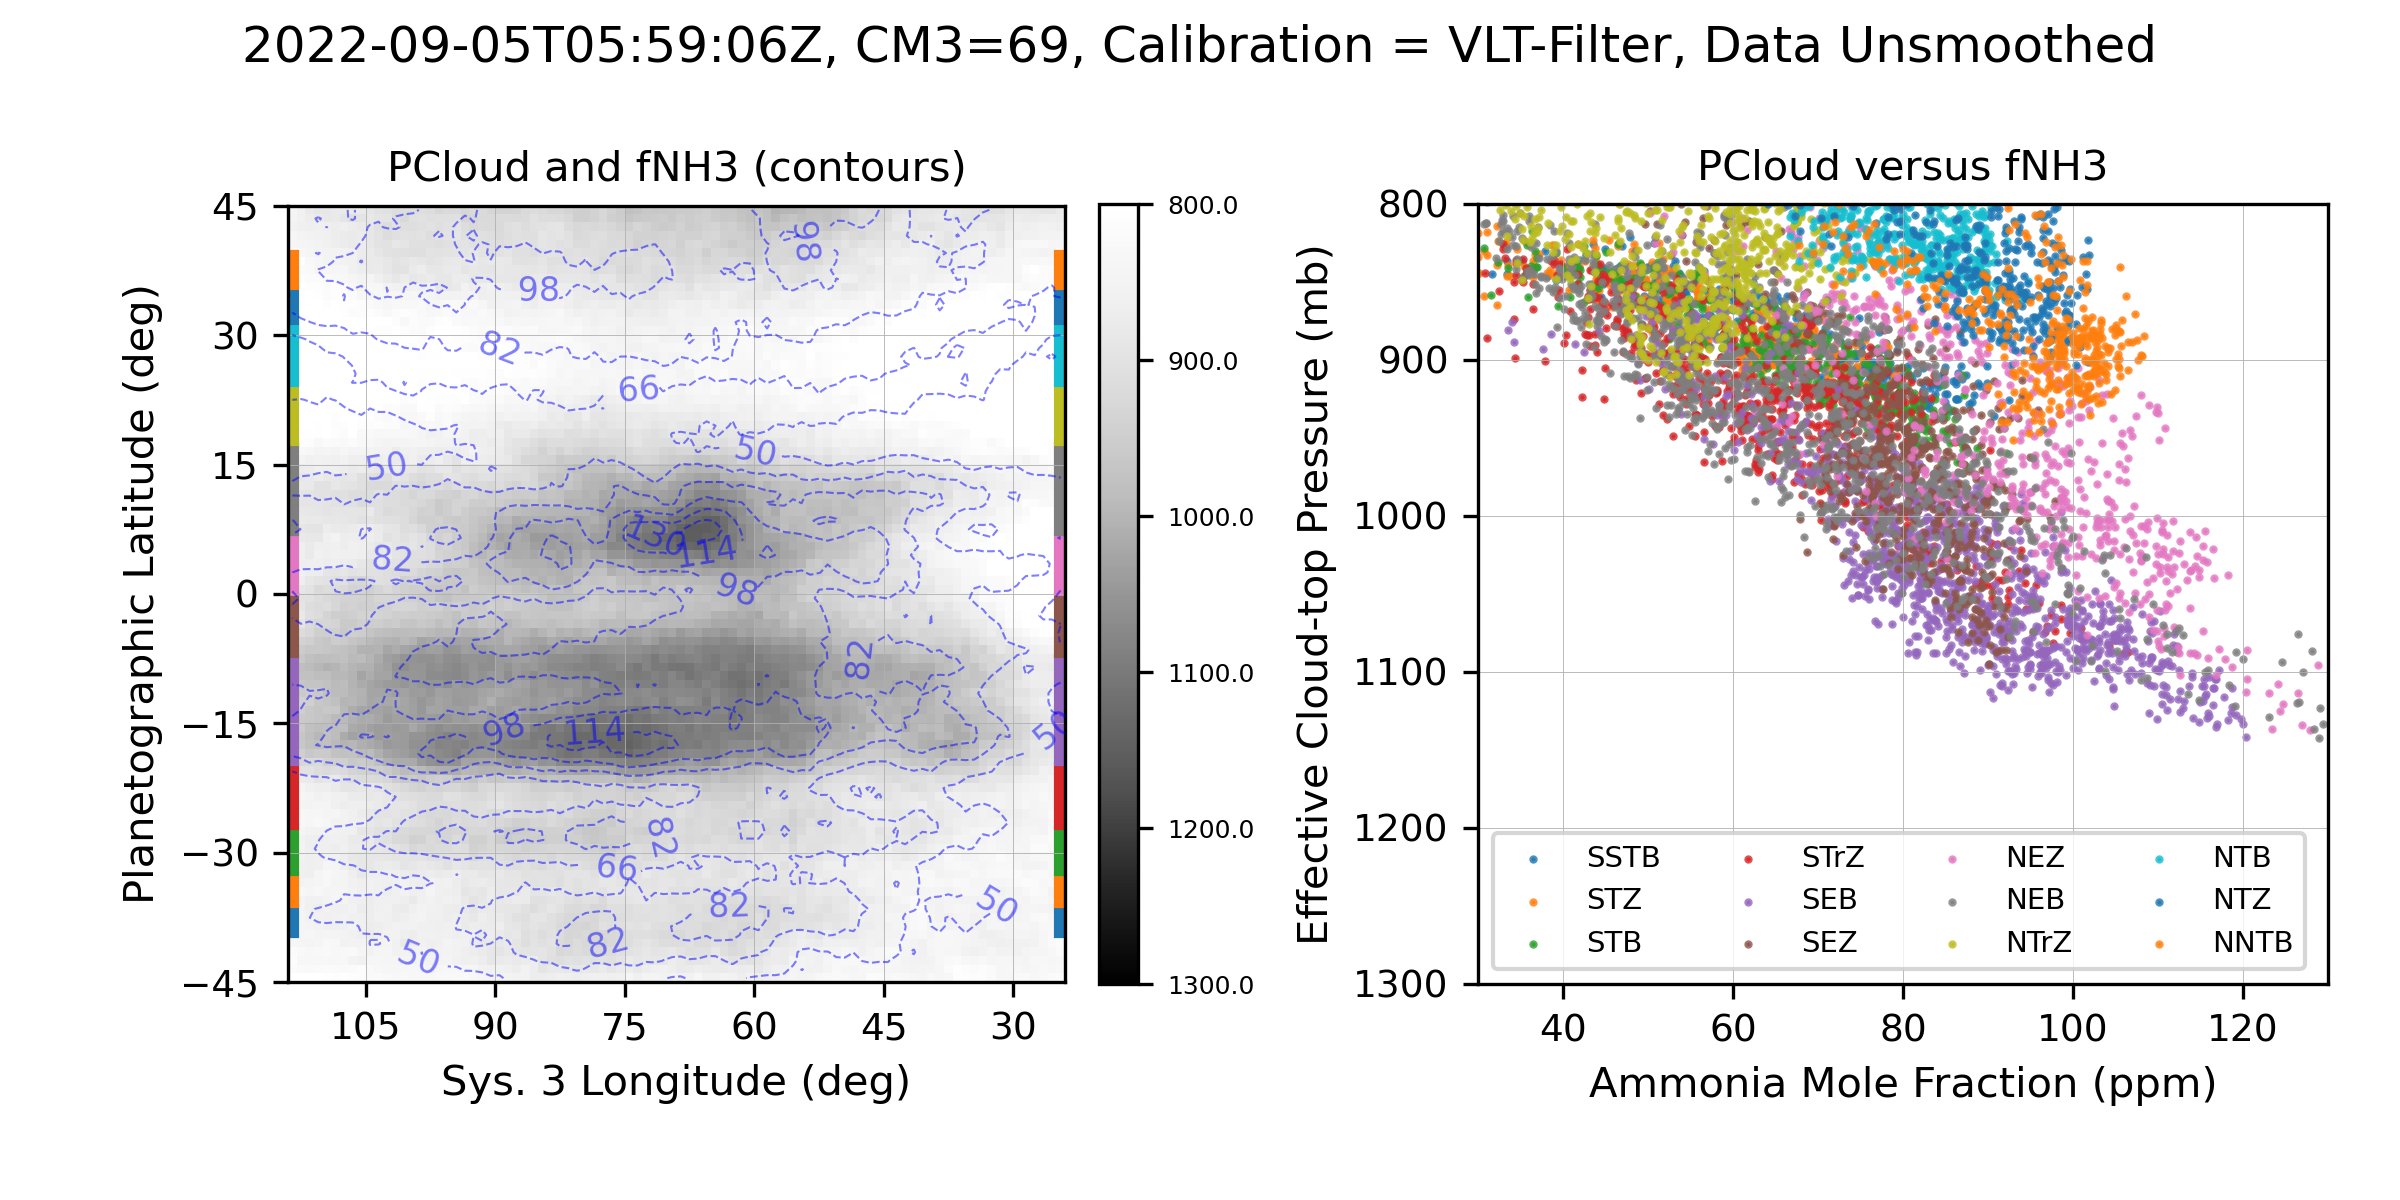 2022-09-05T05:59:06Z, CM3=69, Calibration = VLT-Filter, Data Unsmoothed
PCloud and fNH3 (contours)
Planetographic Latitude (deg)
45
30
15
0
−15
−30
−45
98
98
82
66
50
50
130
114
82
98
82
98
114
50
82
66
82
50
82
50
105
90
75
60
45
30
Sys. 3 Longitude (deg)
800.0
900.0
1000.0
1100.0
1200.0
1300.0
PCloud versus fNH3
Effective Cloud-top Pressure (mb)
800
900
1000
1100
1200
1300
SSTB
STZ
STB
STrZ
SEB
SEZ
NEZ
NEB
NTrZ
NTB
NTZ
NNTB
40
60
80
100
120
Ammonia Mole Fraction (ppm)